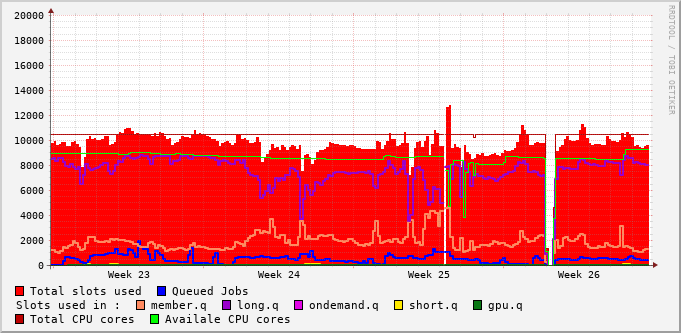 RRDTOOL / TOBI OETIKER
20000
18000
16000
14000
12000
10000
8000
6000
4000
2000
0
Week 23 Week 24 Week 25 Week 26
Total slots used Queued Jobs
Slots used in : member.q long.q ondemand.q short.q gpu.q
Total CPU cores Availale CPU cores